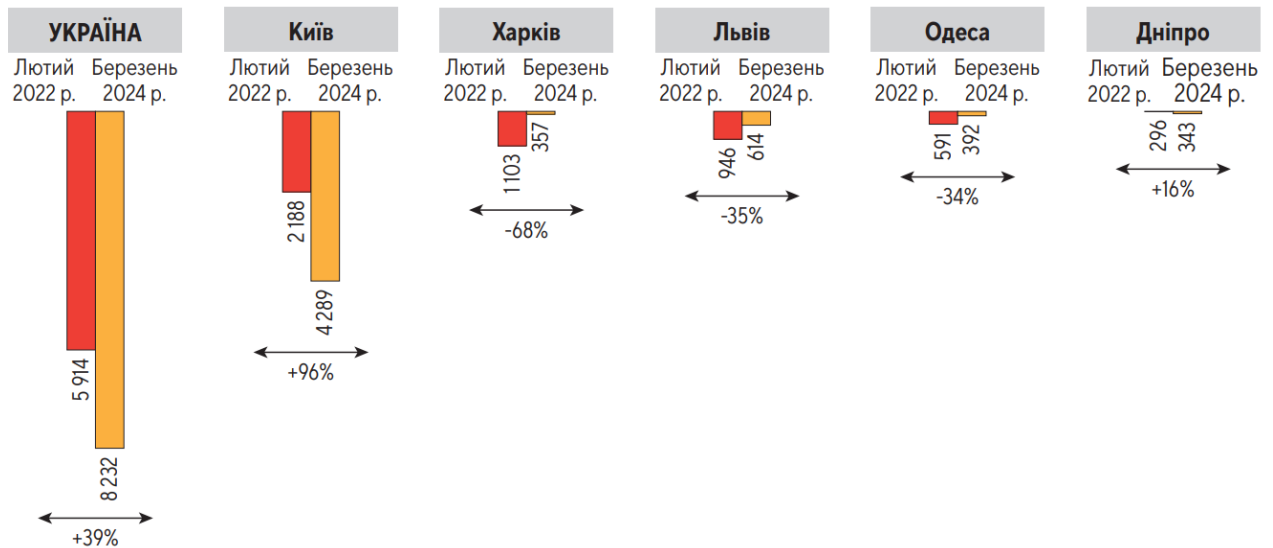 УКРАЇНА
Лютий Березень
2022 р. 2024 р.
5 914
8 232
+39%
Київ
Лютий Березень
2022 р. 2024 р.
2 188
4 289
+96%
Харків
Лютий Березень
2022 р. 2024 р.
1 103
357
-68%
Львів
Лютий Березень
2022 р. 2024 р.
946
614
-35%
Одеса
Лютий Березень
2022 р. 2024 р.
591
392
-34%
Дніпро
Лютий Березень
2022 р. 2024 р.
296
343
+16%